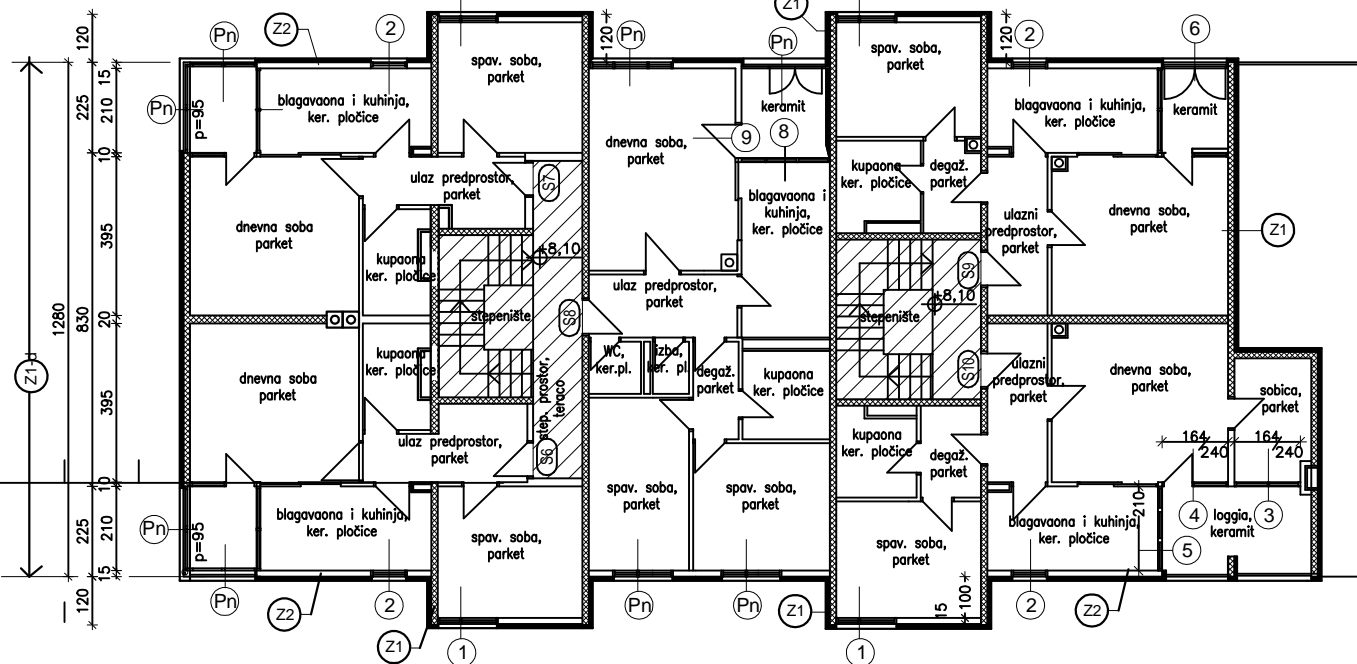 120
120
120
Z1
Pn
Z2
2
Pn
Pn
2
6
spav. soba,
parket
spav. soba,
parket
15
225
210
Pn
p=95
blagavaona i kuhinja,
ker. pločice
keramit
blagavaona i kuhinja,
ker. pločice
keramit
dnevna soba,
parket
9
8
10
ulaz predprostor,
parket
S7
kupaona
ker. pločice
degaž.
parket
blagavaona i
kuhinja,
ker. pločice
dnevna soba
parket
ulazni
predprostor,
parket
dnevna soba,
parket
Z1
395
kupaona
ker. pločice
+8,10
S9
ulaz predprostor,
parket
+8,10
1280
830
20
stepenište
S8
stepenište
Z1
WC,
ker.pl.
izba,
ker. pl.
degaž.
parket
kupaona
ker. pločice
S10
ulazni
predprostor,
parket
kupaona
ker. pločice
dnevna soba
parket
dnevna soba,
parket
sobica,
parket
395
step. prostor,
teraco
ulaz predprostor,
parket
S6
kupaona
ker. pločice
degaž.
parket
164
240
164
240
10
spav. soba,
parket
spav. soba,
parket
225
210
Pn
p=95
blagavaona i kuhinja,
ker. pločice
spav. soba,
parket
spav. soba,
parket
blagavaona i kuhinja,
ker. pločice
210
4
3
loggia,
keramit
5
15
120
Pn
Z2
2
Pn
Pn
Z1
15
100
2
Z2
Z1
1
1